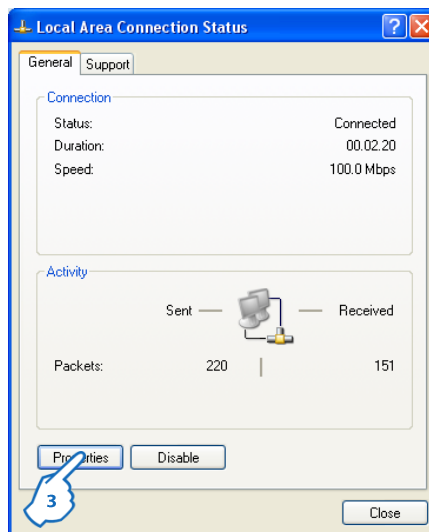 Local Area Connection Status
General Support
Connection
Status: Connected
Duration: 00.02.20
Speed: 100.0 Mbps
Activity
Sent Received
Packets: 220 151
Properties Disable
3
Close